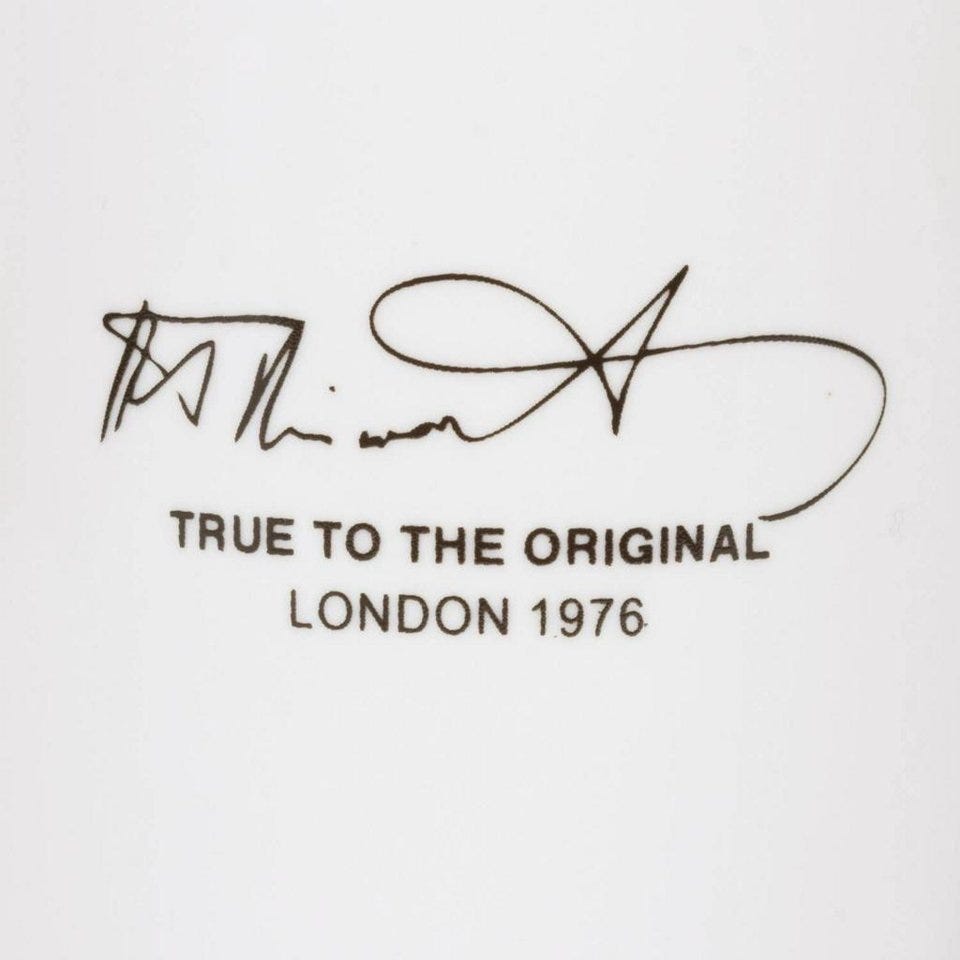 TRUE TO THE ORIGINAL
LONDON 1976